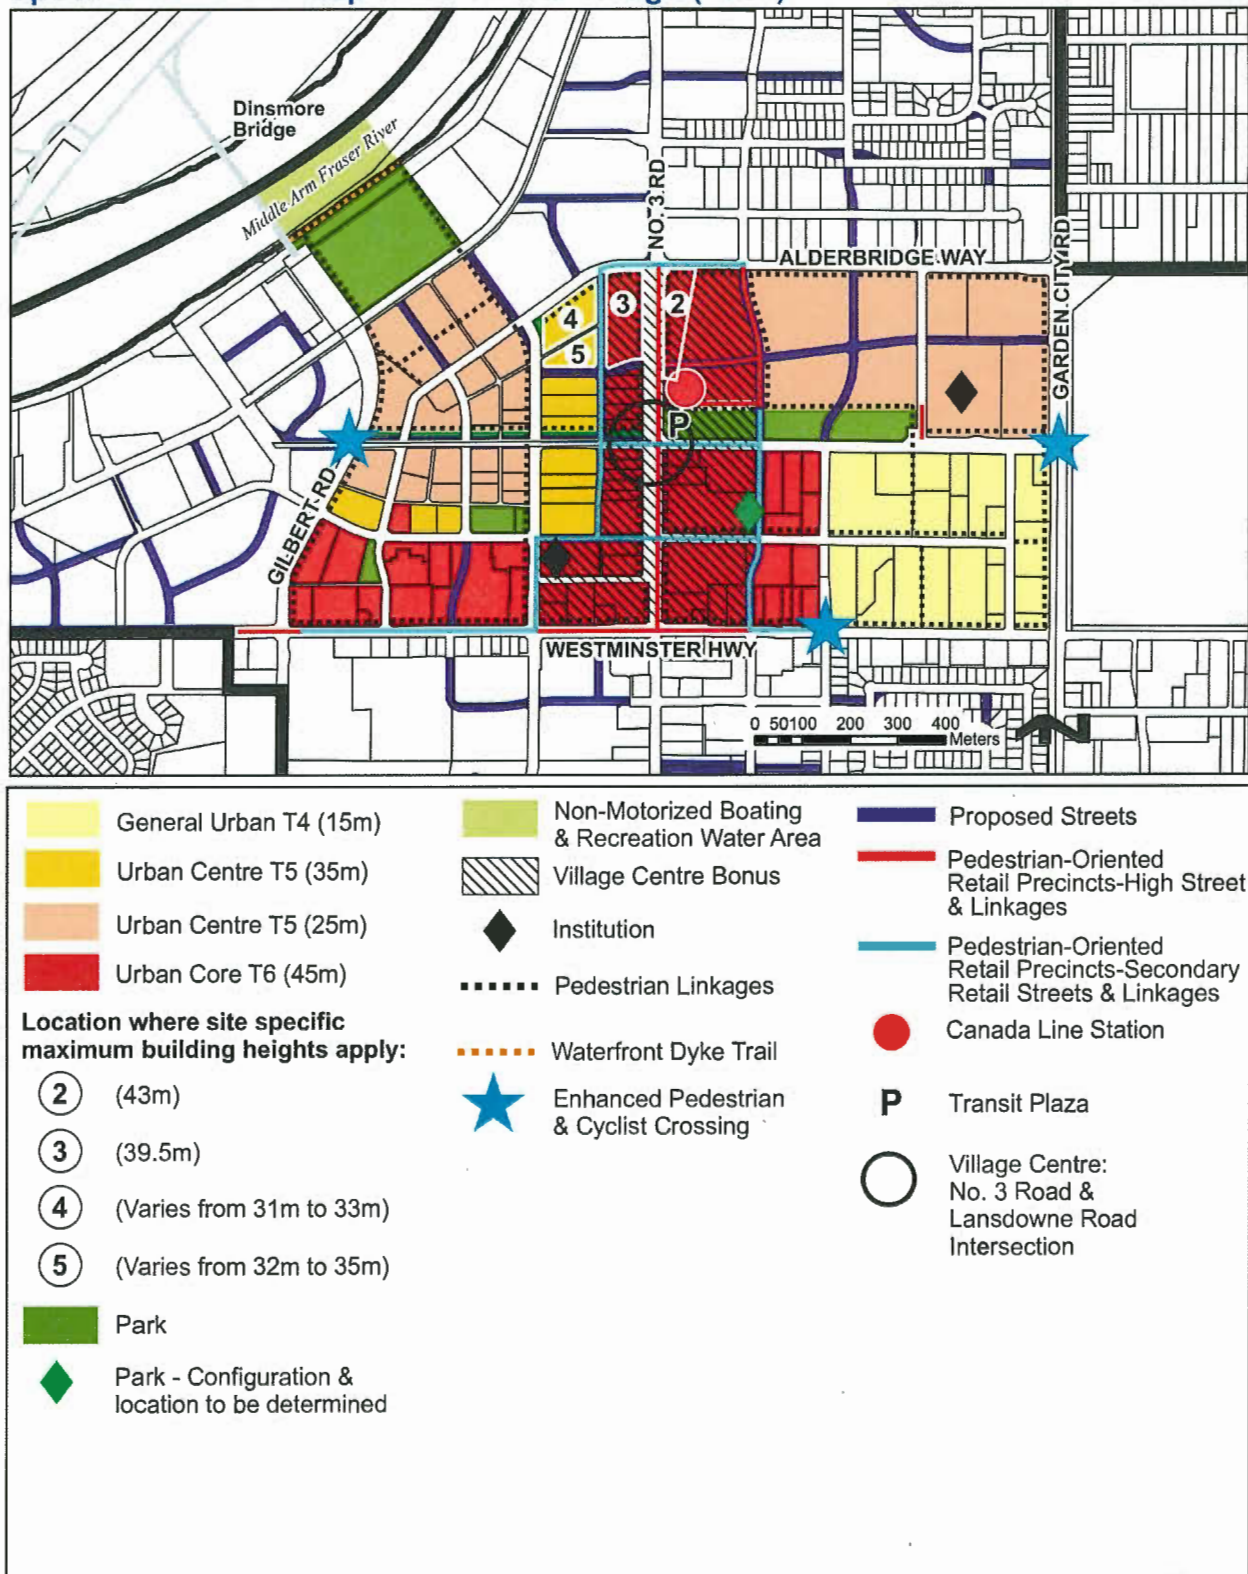 Dinsmore
Bridge
Middle Arm Fraser River
NO. 3 RD
ALDERBRIDGE WAY
GARDEN CITY RD
3
2
4
5
P
GILBERT RD
WESTMINSTER HWY
0 50 100 200 300 400
Meters
General Urban T4 (15m)
Urban Centre T5 (35m)
Urban Centre T5 (25m)
Urban Core T6 (45m)
Location where site specific
maximum building heights apply:
2 (43m)
3 (39.5m)
4 (Varies from 31m to 33m)
5 (Varies from 32m to 35m)
Park
Park - Configuration &
location to be determined
Non-Motorized Boating
& Recreation Water Area
Village Centre Bonus
Institution
Pedestrian Linkages
Waterfront Dyke Trail
Enhanced Pedestrian
& Cyclist Crossing
Proposed Streets
Pedestrian-Oriented
Retail Precincts-High Street
& Linkages
Pedestrian-Oriented
Retail Precincts-Secondary
Retail Streets & Linkages
Canada Line Station
P Transit Plaza
Village Centre:
No. 3 Road &
Lansdowne Road
Intersection